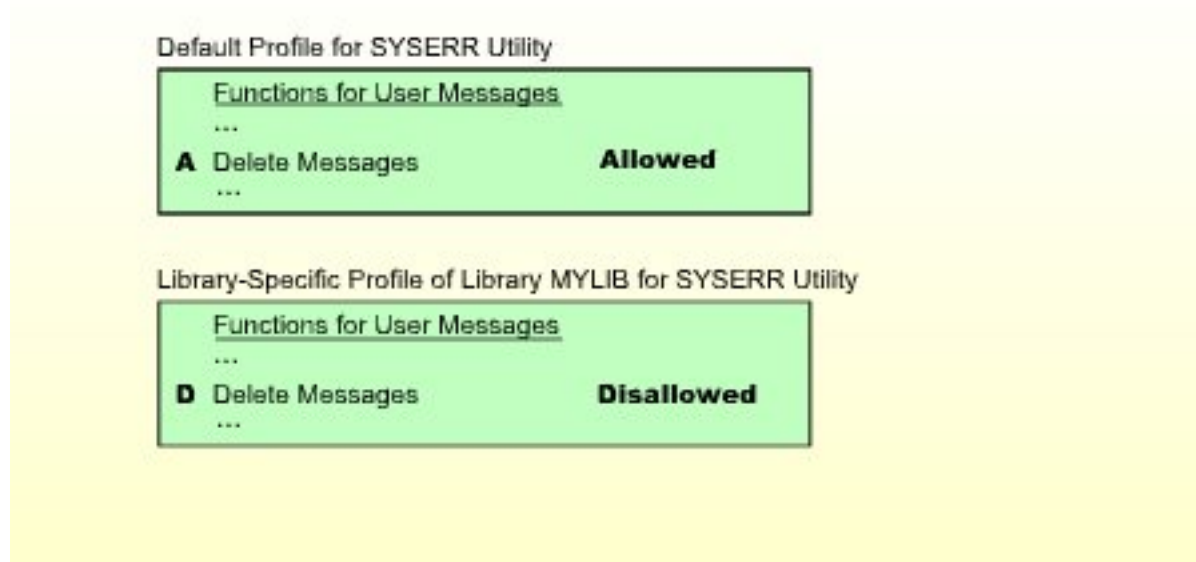 Default Profile for SYSERR Utility
Functions for User Messages
...
A Delete Messages Allowed
...
Library-Specific Profile of Library MYLIB for SYSERR Utility
Functions for User Messages
...
D Delete Messages Disallowed
...